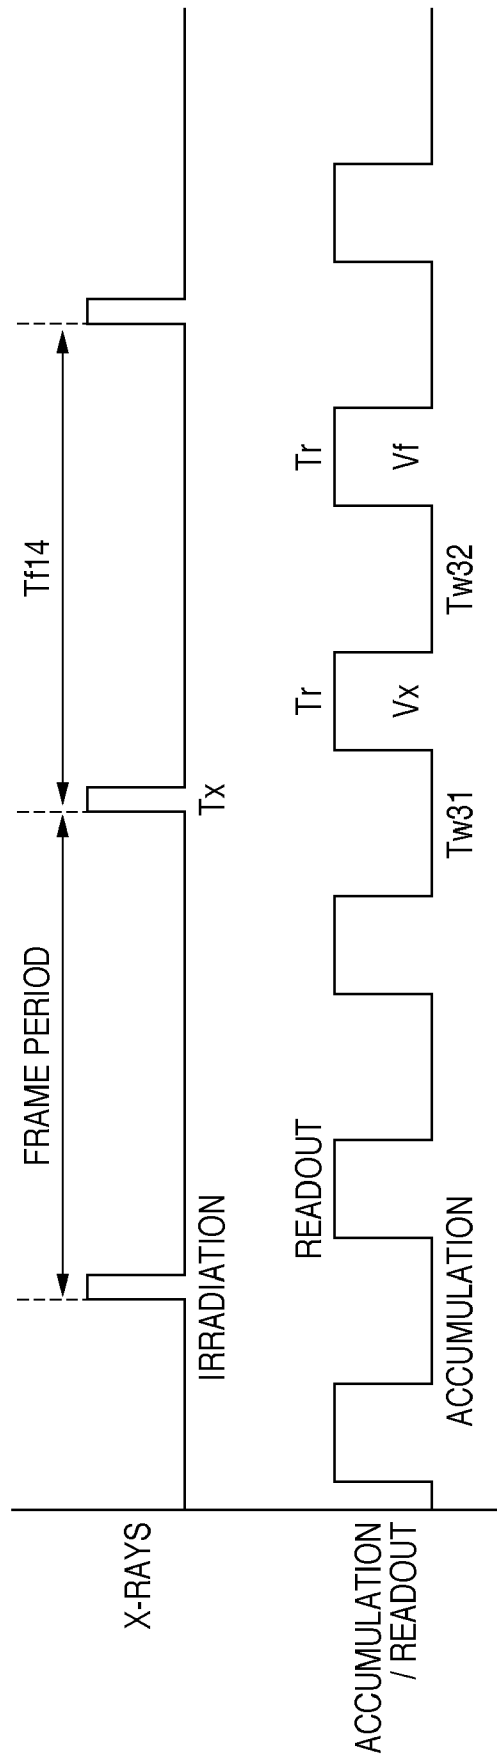 FRAME PERIOD
Tf14
X-RAYS
IRRADIATION
Tx
READOUT
Tr
Tr
ACCUMULATION
/ READOUT
Vx
Vf
ACCUMULATION
Tw31
Tw32